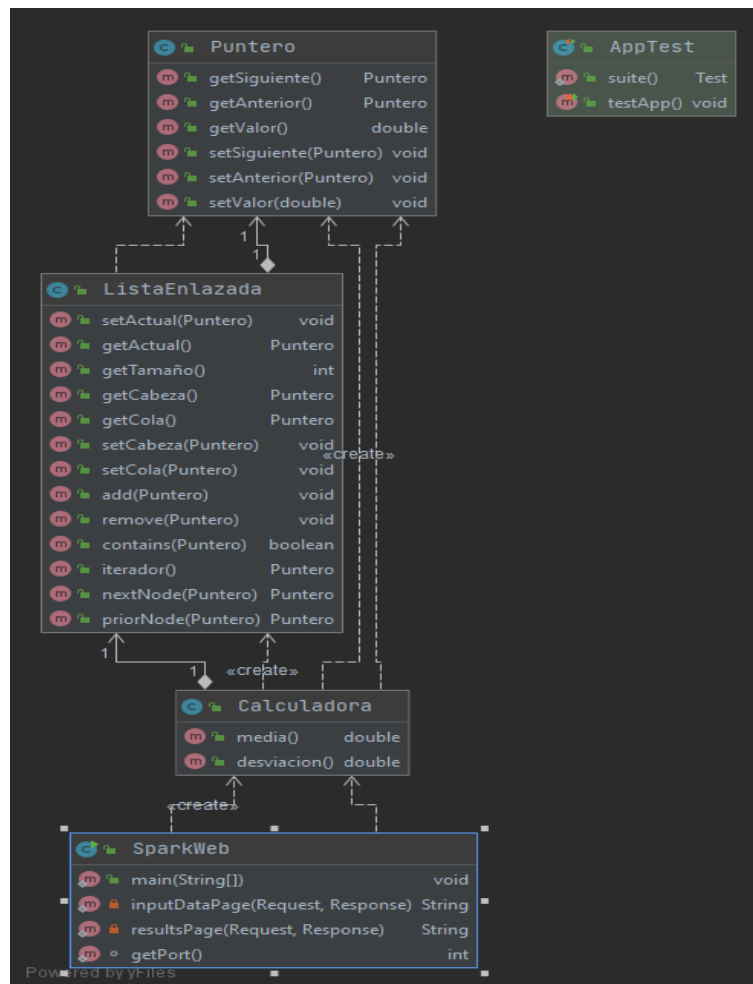 Puntero
getSiguiente() Puntero
getAnterior() Puntero
getValor() double
setSiguiente(Puntero) void
setAnterior(Puntero) void
setValor(double) void
AppTest
suite() Test
testApp() void
1
1
ListaEnlazada
setActual(Puntero) void
getActual() Puntero
getTamaño() int
getCabeza() Puntero
getCola() Puntero
setCabeza(Puntero) void
setCola(Puntero) void
add(Puntero) void
remove(Puntero) void
contains(Puntero) boolean
iterador() Puntero
nextNode(Puntero) Puntero
priorNode(Puntero) Puntero
«create»
1
1
«create»
Calculadora
media() double
desviacion() double
«create»
SparkWeb
main(String[]) void
inputDataPage(Request, Response) String
resultsPage(Request, Response) String
getPort() int
Powered by yFiles